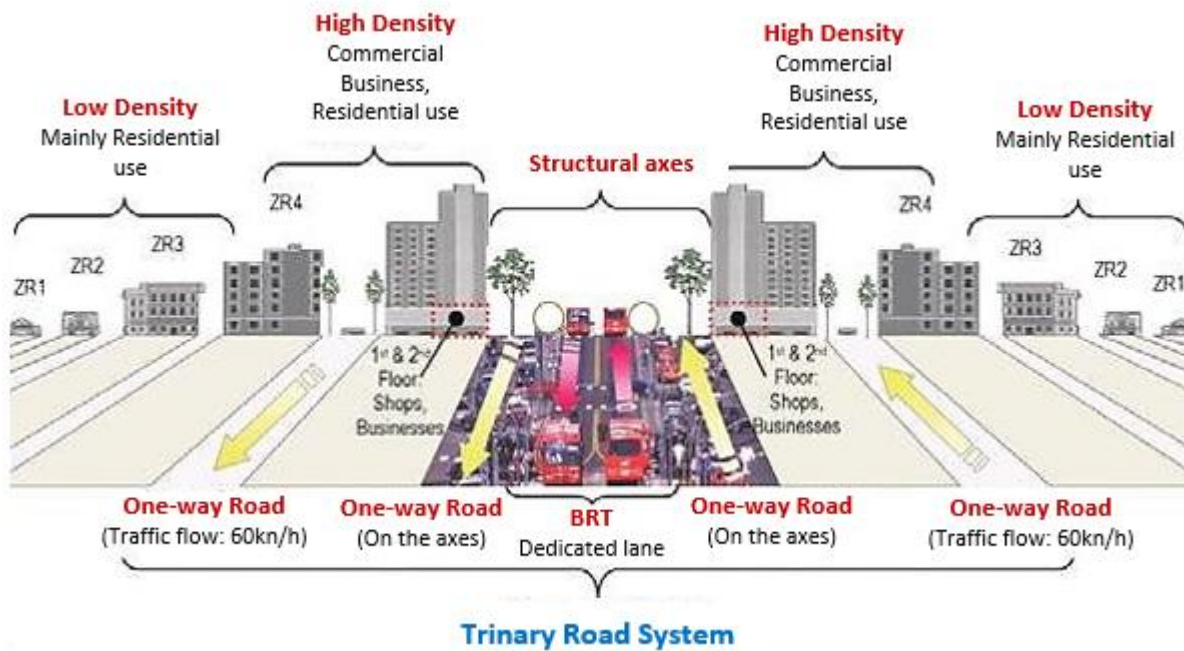 High Density
Commercial
Business,
Residential use
High Density
Commercial
Business,
Residential use
Low Density
Mainly Residential
use
Low Density
Mainly Residential
use
Structural axes
ZR4
ZR4
ZR3
ZR2
ZR1
ZR3
ZR2
ZR1
1st & 2nd
Floor:
Shops,
Businesses
1st & 2nd
Floor:
Shops,
Businesses
One-way Road
(Traffic flow: 60kn/h)
One-way Road
(On the axes)
BRT
Dedicated lane
One-way Road
(On the axes)
One-way Road
(Traffic flow: 60kn/h)
Trinary Road System